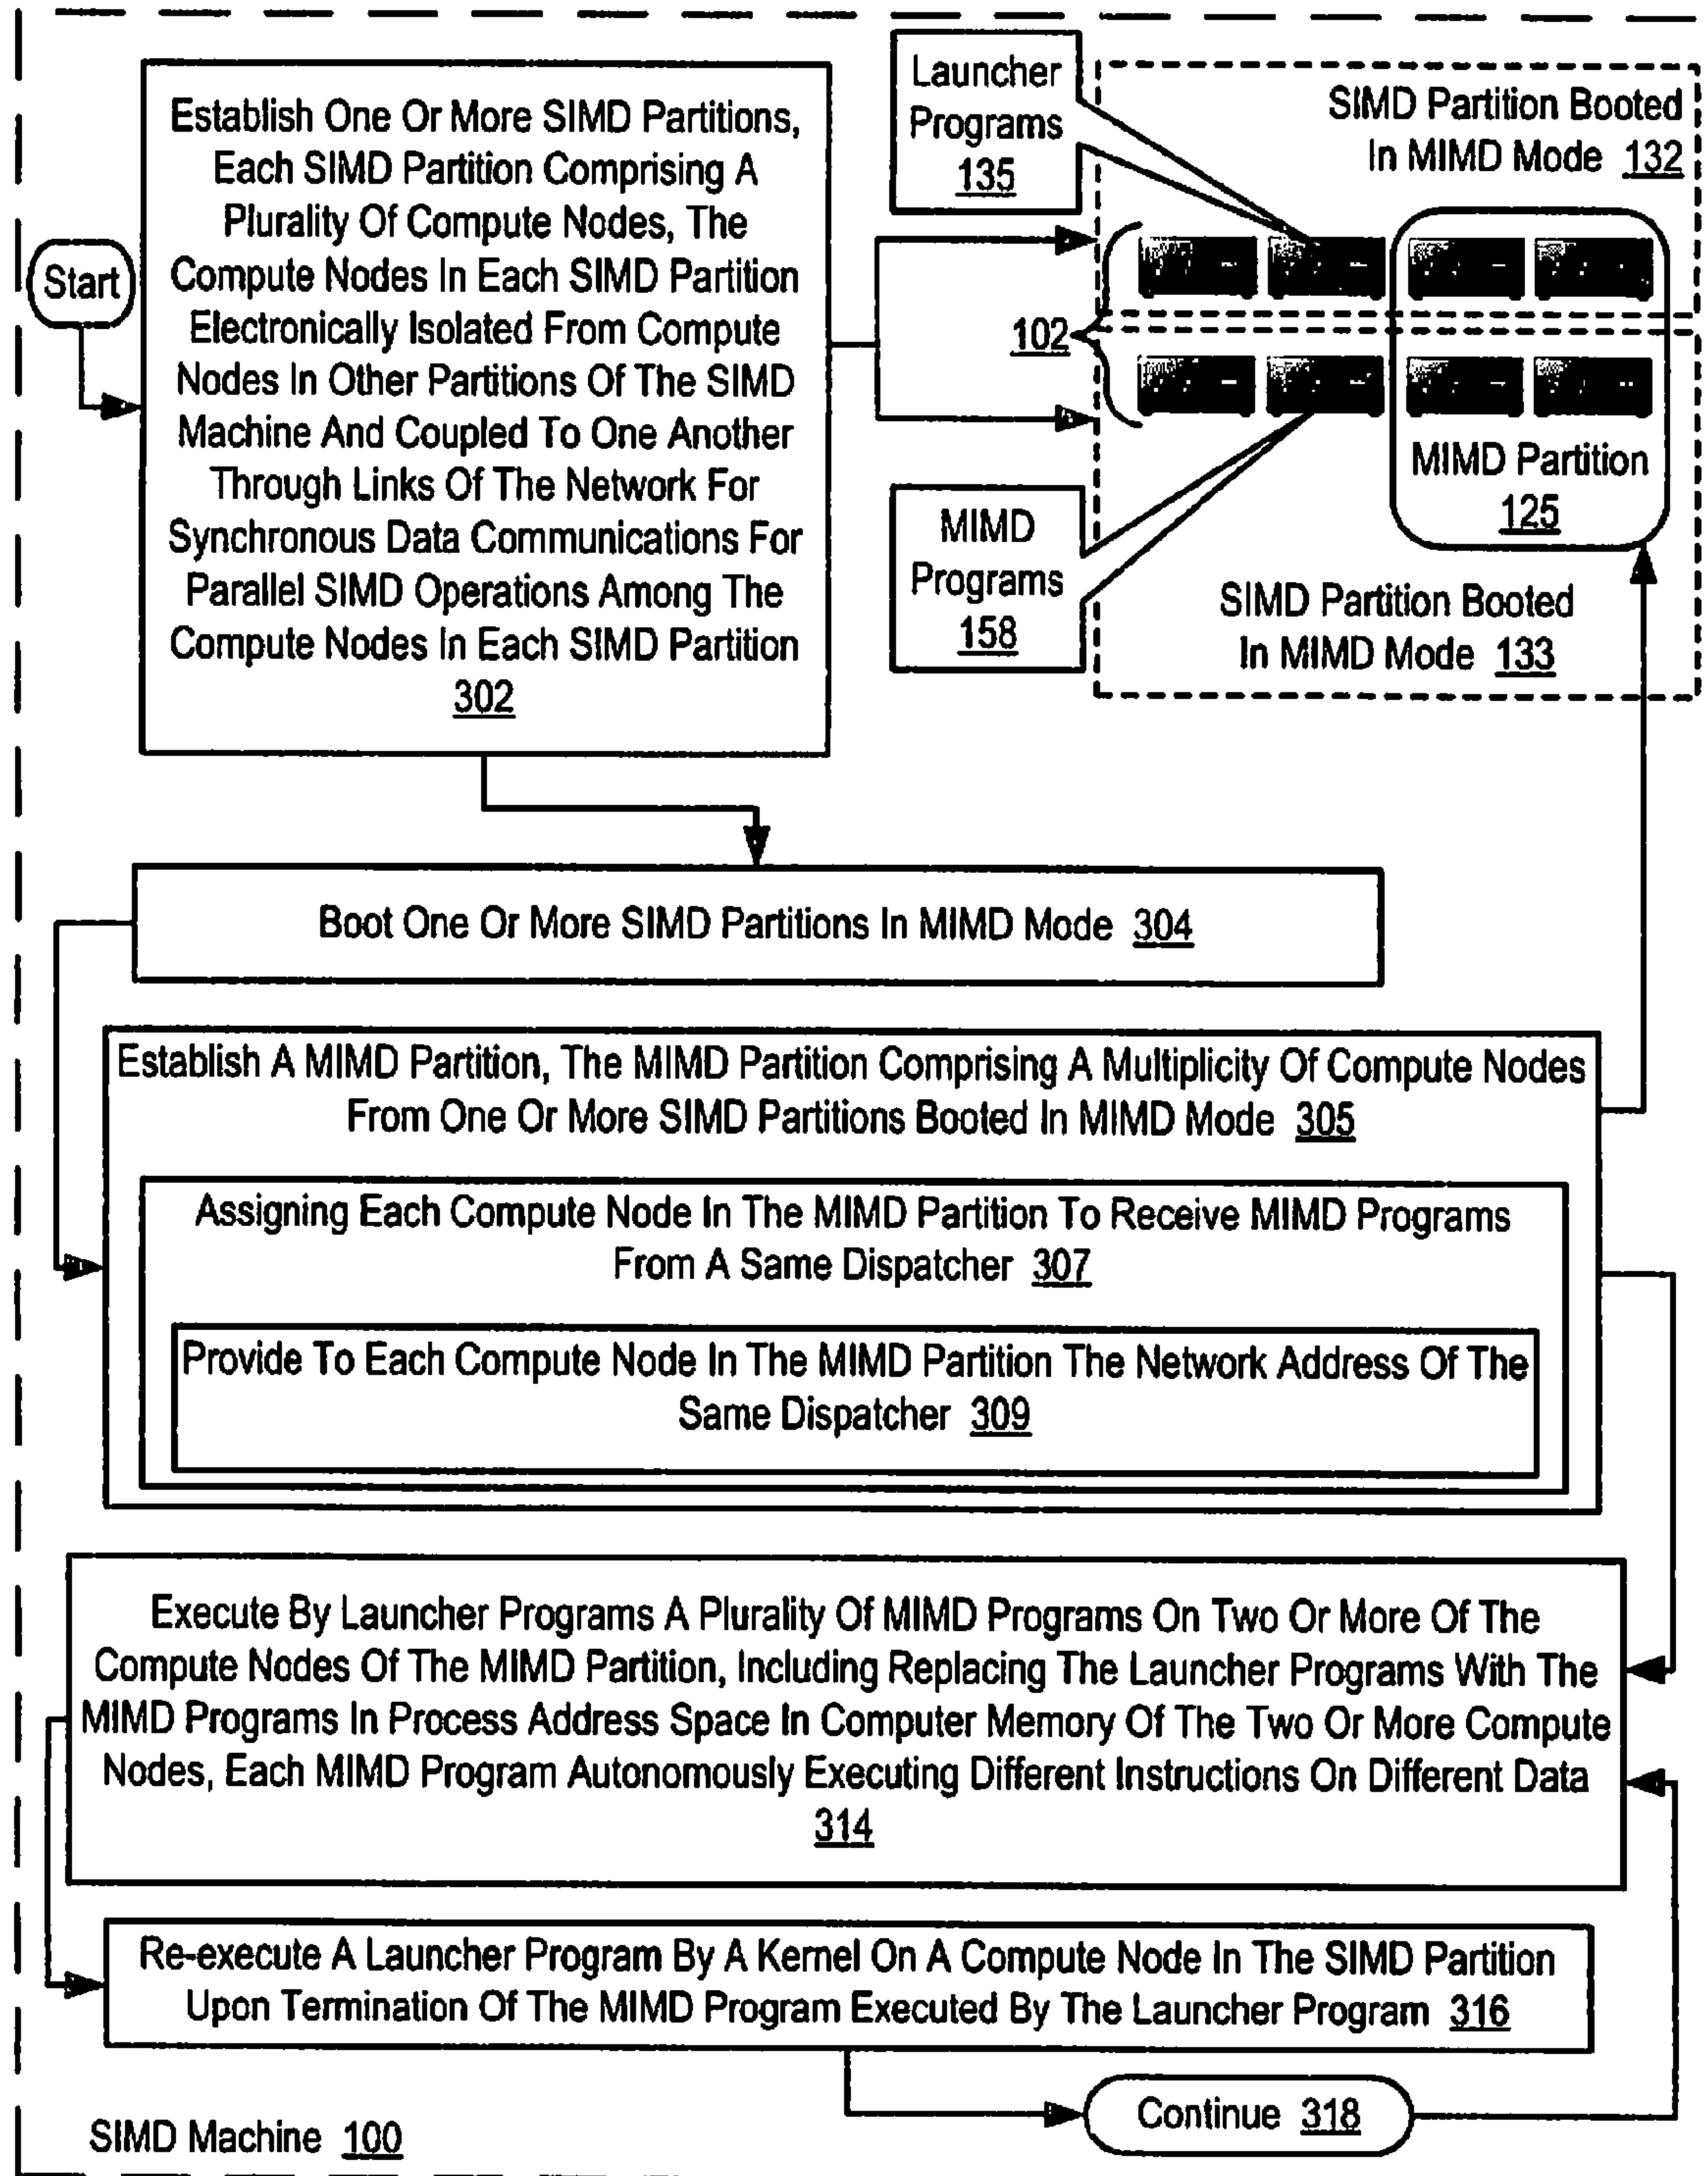 Start
Establish One Or More SIMD Partitions,
Each SIMD Partition Comprising A
Plurality Of Compute Nodes, The
Compute Nodes In Each SIMD Partition
Electronically Isolated From Compute
Nodes In Other Partitions Of The SIMD
Machine And Coupled To One Another
Through Links Of The Network For
Synchronous Data Communications For
Parallel SIMD Operations Among The
Compute Nodes In Each SIMD Partition
302
Launcher
Programs
135
SIMD Partition Booted
In MIMD Mode 132
102
MIMD Partition
125
MIMD
Programs
158
SIMD Partition Booted
In MIMD Mode 133
Boot One Or More SIMD Partitions In MIMD Mode 304
Establish A MIMD Partition, The MIMD Partition Comprising A Multiplicity Of Compute Nodes
From One Or More SIMD Partitions Booted In MIMD Mode 305
Assigning Each Compute Node In The MIMD Partition To Receive MIMD Programs
From A Same Dispatcher 307
Provide To Each Compute Node In The MIMD Partition The Network Address Of The
Same Dispatcher 309
Execute By Launcher Programs A Plurality Of MIMD Programs On Two Or More Of The
Compute Nodes Of The MIMD Partition, Including Replacing The Launcher Programs With The
MIMD Programs In Process Address Space In Computer Memory Of The Two Or More Compute
Nodes, Each MIMD Program Autonomously Executing Different Instructions On Different Data
314
Re-execute A Launcher Program By A Kernel On A Compute Node In The SIMD Partition
Upon Termination Of The MIMD Program Executed By The Launcher Program 316
Continue 318
SIMD Machine 100